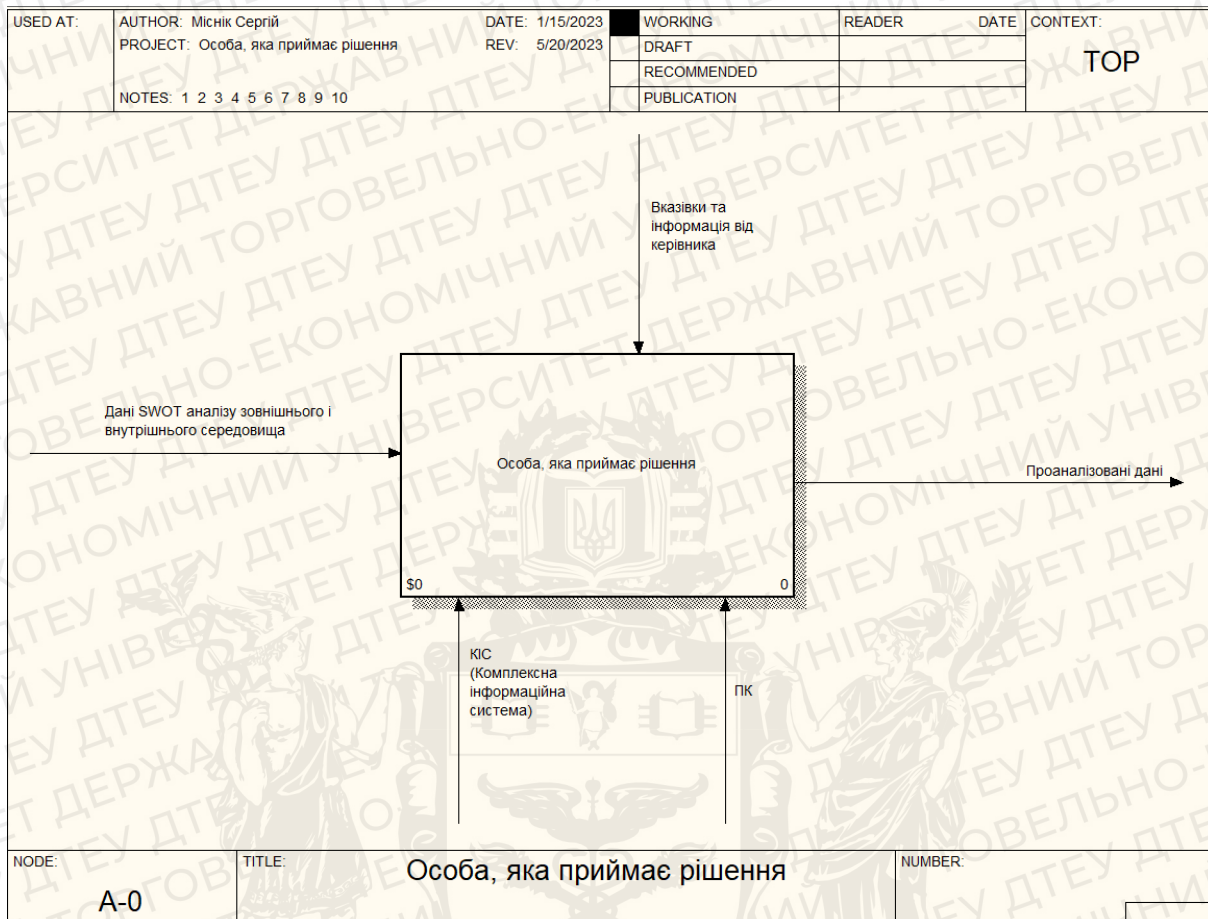 USED AT:
AUTHOR: Міснік Сергій
DATE: 1/15/2023
WORKING
READER
DATE
CONTEXT:
PROJECT: Особа, яка приймає рішення
REV: 5/20/2023
DRAFT
TOP
RECOMMENDED
NOTES: 1 2 3 4 5 6 7 8 9 10
PUBLICATION
Вказівки та
інформація від
керівника
Дані SWOT аналізу зовнішнього і
внутрішнього середовища
Особа, яка приймає рішення
Проаналізовані дані
$0
0
КІС
(Комплексна
інформаційна
система)
ПК
NODE:
TITLE:
Особа, яка приймає рішення
NUMBER:
A-0